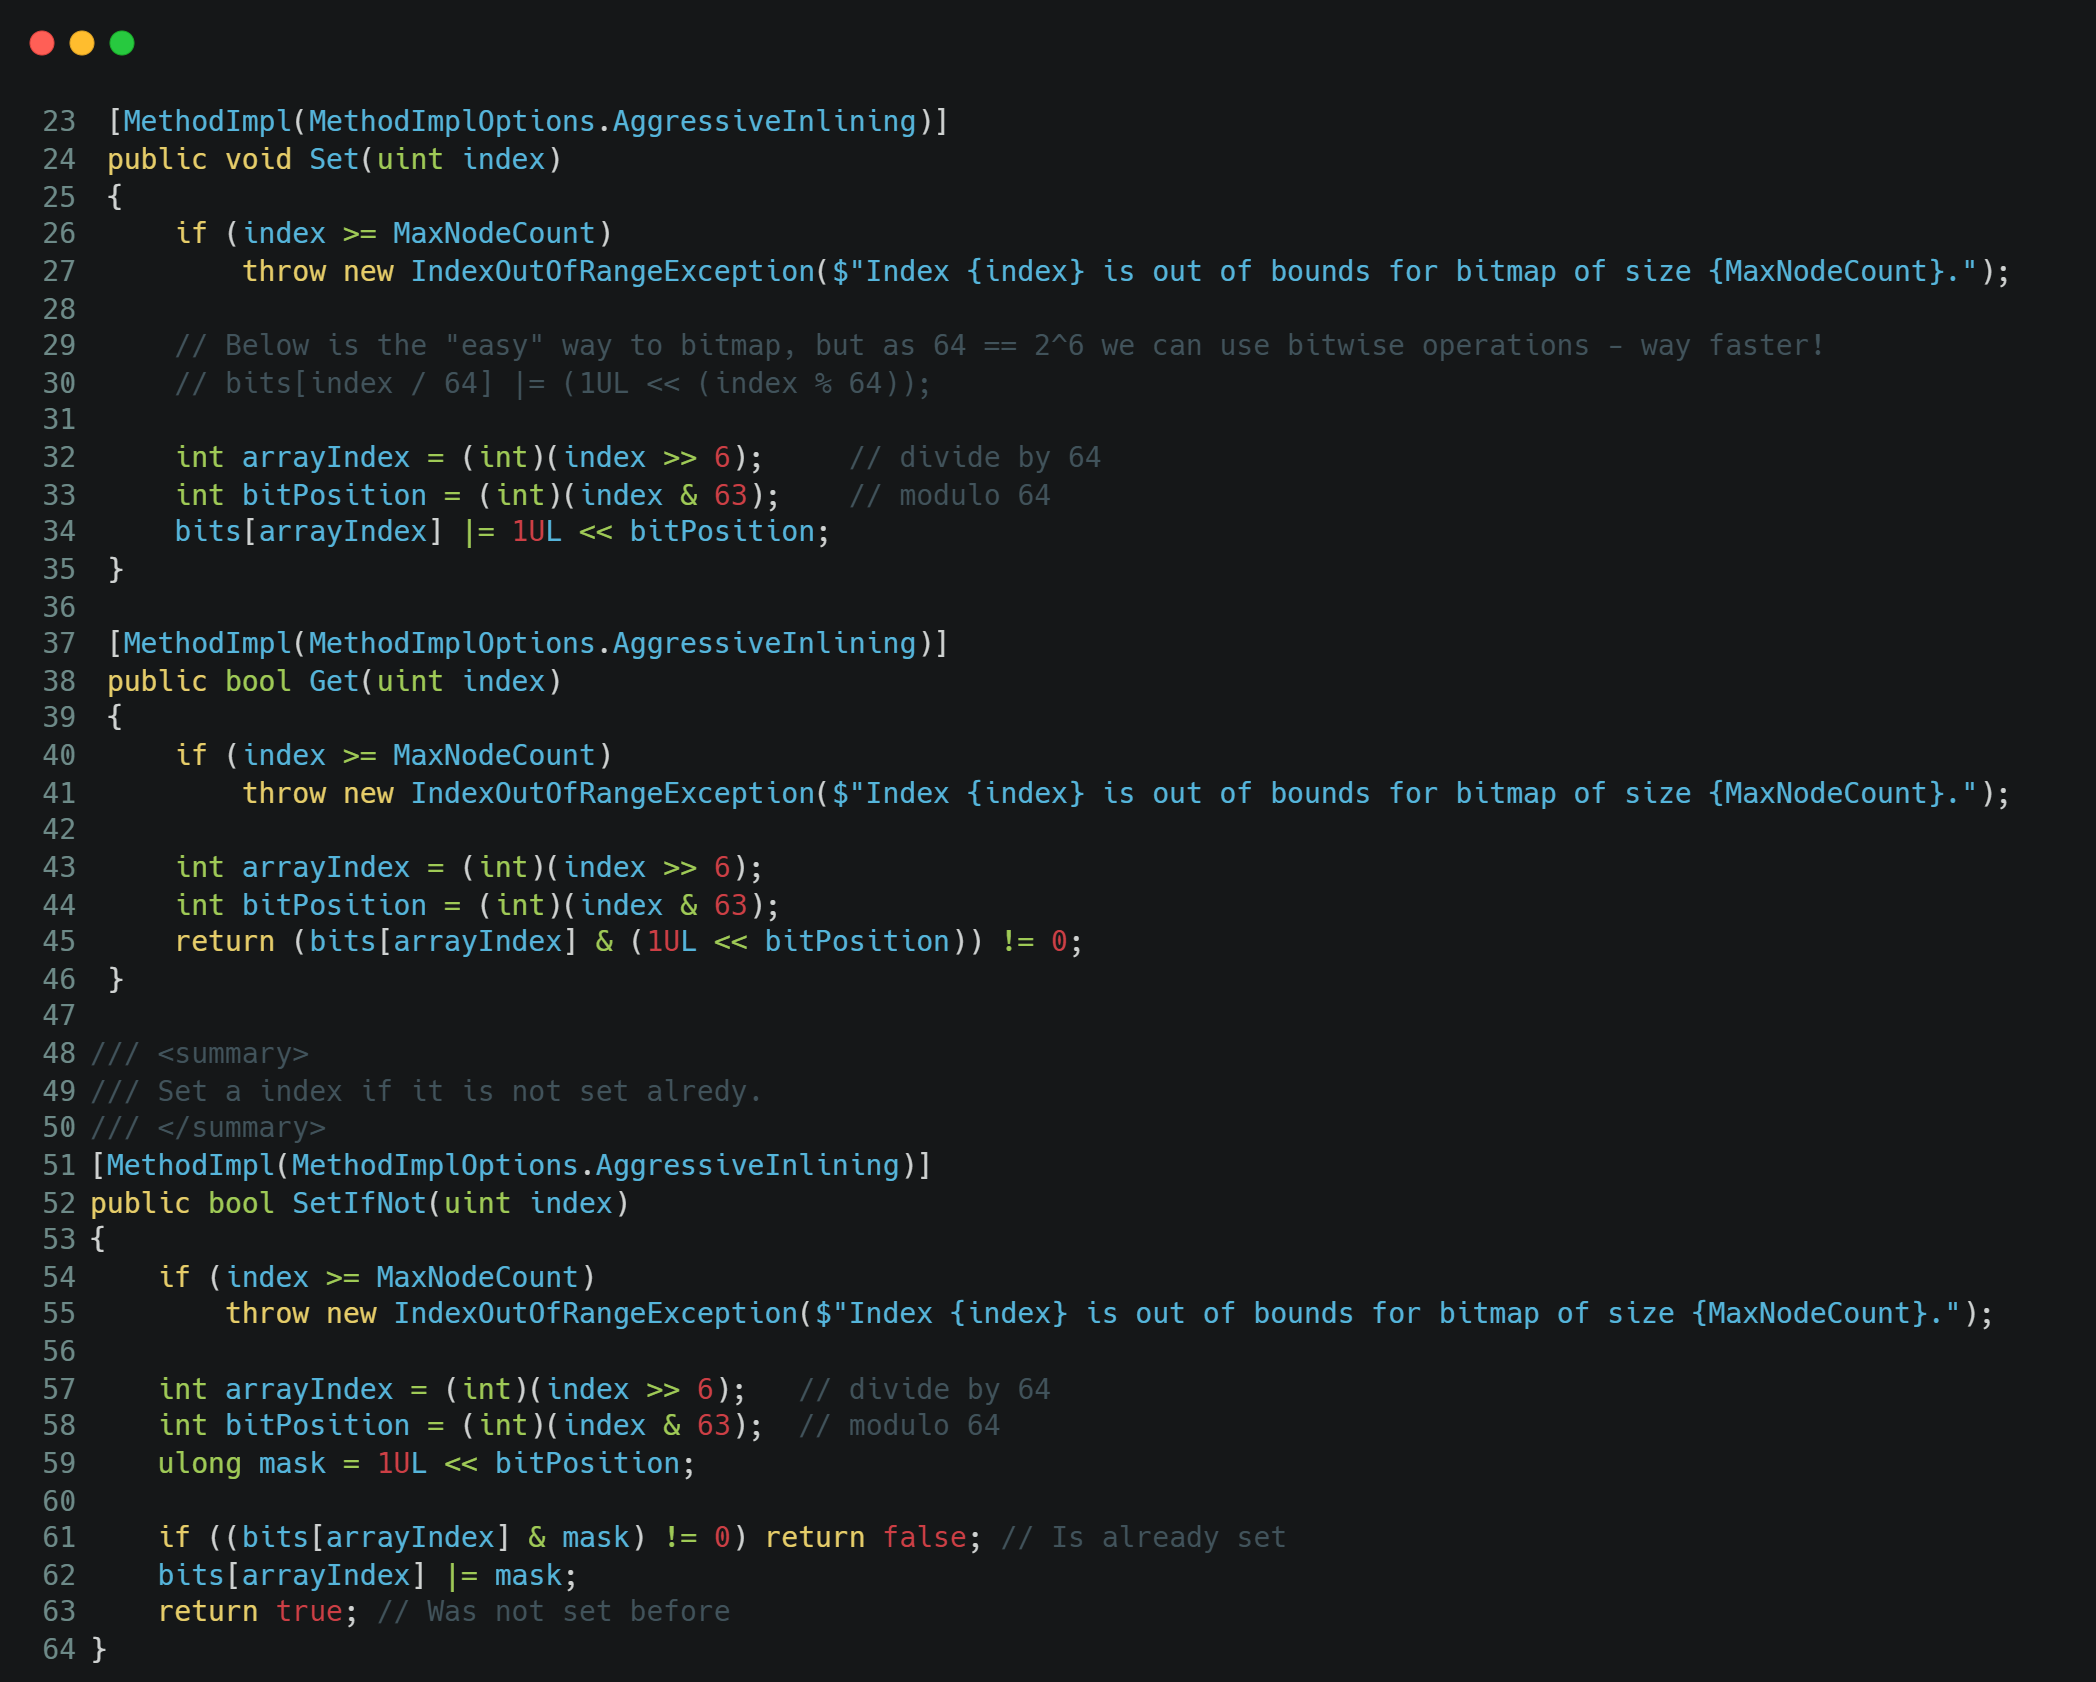 23 [MethodImpl(MethodImplOptions.AggressiveInlining)]
24 public void Set(uint index)
25 {
26     if (index >= MaxNodeCount)
27         throw new IndexOutOfRangeException($"Index {index} is out of bounds for bitmap of size {MaxNodeCount}.");
28
29     // Below is the "easy" way to bitmap, but as 64 == 2^6 we can use bitwise operations - way faster!
30     // bits[index / 64] |= (1UL << (index % 64));
31
32     int arrayIndex = (int)(index >> 6);     // divide by 64
33     int bitPosition = (int)(index & 63);    // modulo 64
34     bits[arrayIndex] |= 1UL << bitPosition;
35 }
36
37 [MethodImpl(MethodImplOptions.AggressiveInlining)]
38 public bool Get(uint index)
39 {
40     if (index >= MaxNodeCount)
41         throw new IndexOutOfRangeException($"Index {index} is out of bounds for bitmap of size {MaxNodeCount}.");
42
43     int arrayIndex = (int)(index >> 6);
44     int bitPosition = (int)(index & 63);
45     return (bits[arrayIndex] & (1UL << bitPosition)) != 0;
46 }
47
48 /// <summary>
49 /// Set a index if it is not set alredy.
50 /// </summary>
51 [MethodImpl(MethodImplOptions.AggressiveInlining)]
52 public bool SetIfNot(uint index)
53 {
54     if (index >= MaxNodeCount)
55         throw new IndexOutOfRangeException($"Index {index} is out of bounds for bitmap of size {MaxNodeCount}.");
56
57     int arrayIndex = (int)(index >> 6);   // divide by 64
58     int bitPosition = (int)(index & 63);  // modulo 64
59     ulong mask = 1UL << bitPosition;
60
61     if ((bits[arrayIndex] & mask) != 0) return false; // Is already set
62     bits[arrayIndex] |= mask;
63     return true; // Was not set before
64 }